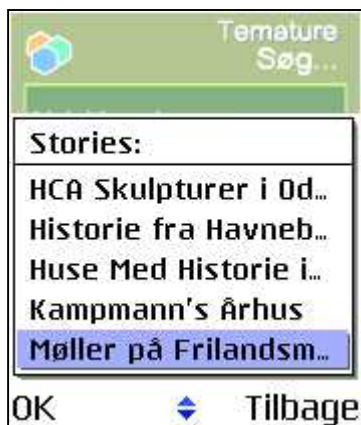 Temature
Søg...
Stories:
HCA Skulpturer i Od…
Historie fra Havneb…
Huse Med Historie i…
Kampmann's Århus
Møller på Frilandsm…
OK
Tilbage